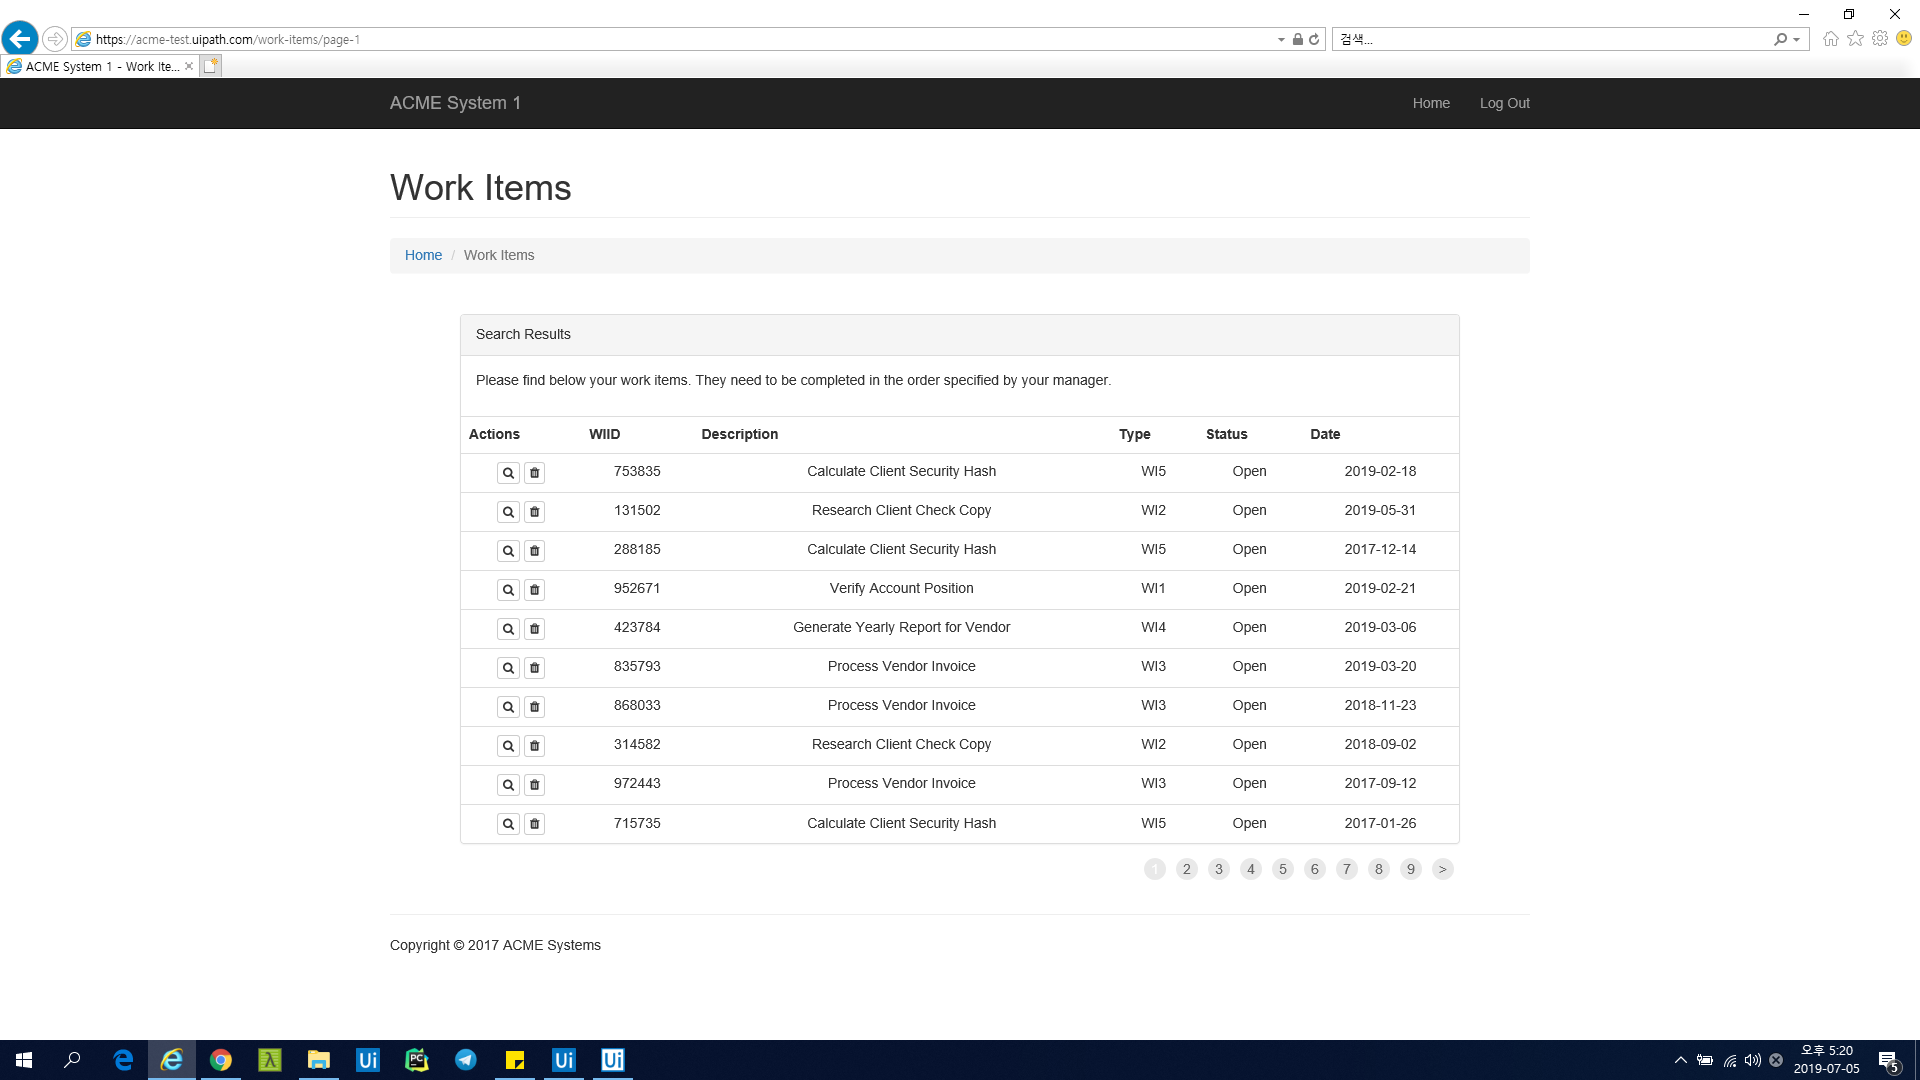 https://acme-test.uipath.com/work-items/page-1
검색...
ACME System 1 - Work Ite...
ACME System 1
Home
Log Out
Work Items
Home / Work Items
Search Results
Please find below your work items. They need to be completed in the order specified by your manager.
Actions WIID Description Type Status Date
753835 Calculate Client Security Hash WI5 Open 2019-02-18
131502 Research Client Check Copy WI2 Open 2019-05-31
288185 Calculate Client Security Hash WI5 Open 2017-12-14
952671 Verify Account Position WI1 Open 2019-02-21
423784 Generate Yearly Report for Vendor WI4 Open 2019-03-06
835793 Process Vendor Invoice WI3 Open 2019-03-20
868033 Process Vendor Invoice WI3 Open 2018-11-23
314582 Research Client Check Copy WI2 Open 2018-09-02
972443 Process Vendor Invoice WI3 Open 2017-09-12
715735 Calculate Client Security Hash WI5 Open 2017-01-26
1 2 3 4 5 6 7 8 9 >
Copyright © 2017 ACME Systems
Ui
PC
Ui
Ui
오후 5:20
2019-07-05
5